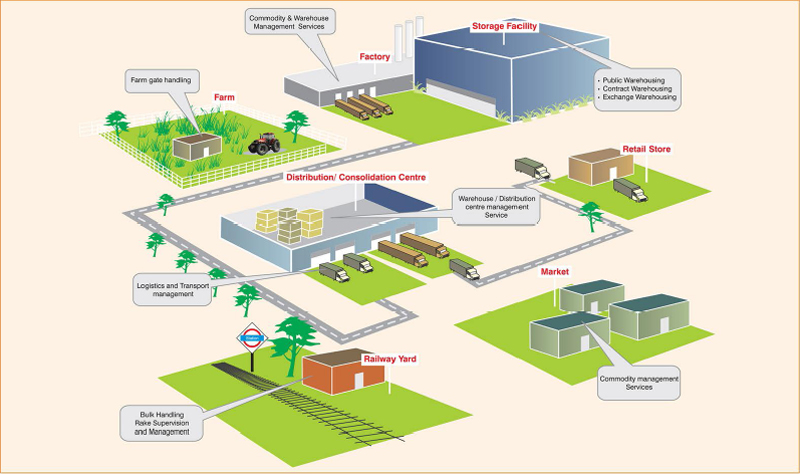 Commodity & Warehouse
Management Services
Storage Facility
Factory
Farm gate handling
Farm
• Public Warehousing
• Contract Warehousing
• Exchange Warehousing
Retail Store
Distribution/ Consolidation Centre
Warehouse / Distribution
centre management
Service
Logistics and Transport
management
Market
Station
Railway Yard
Commodity management
Services
Bulk Handling
Rake Supervision
and Management